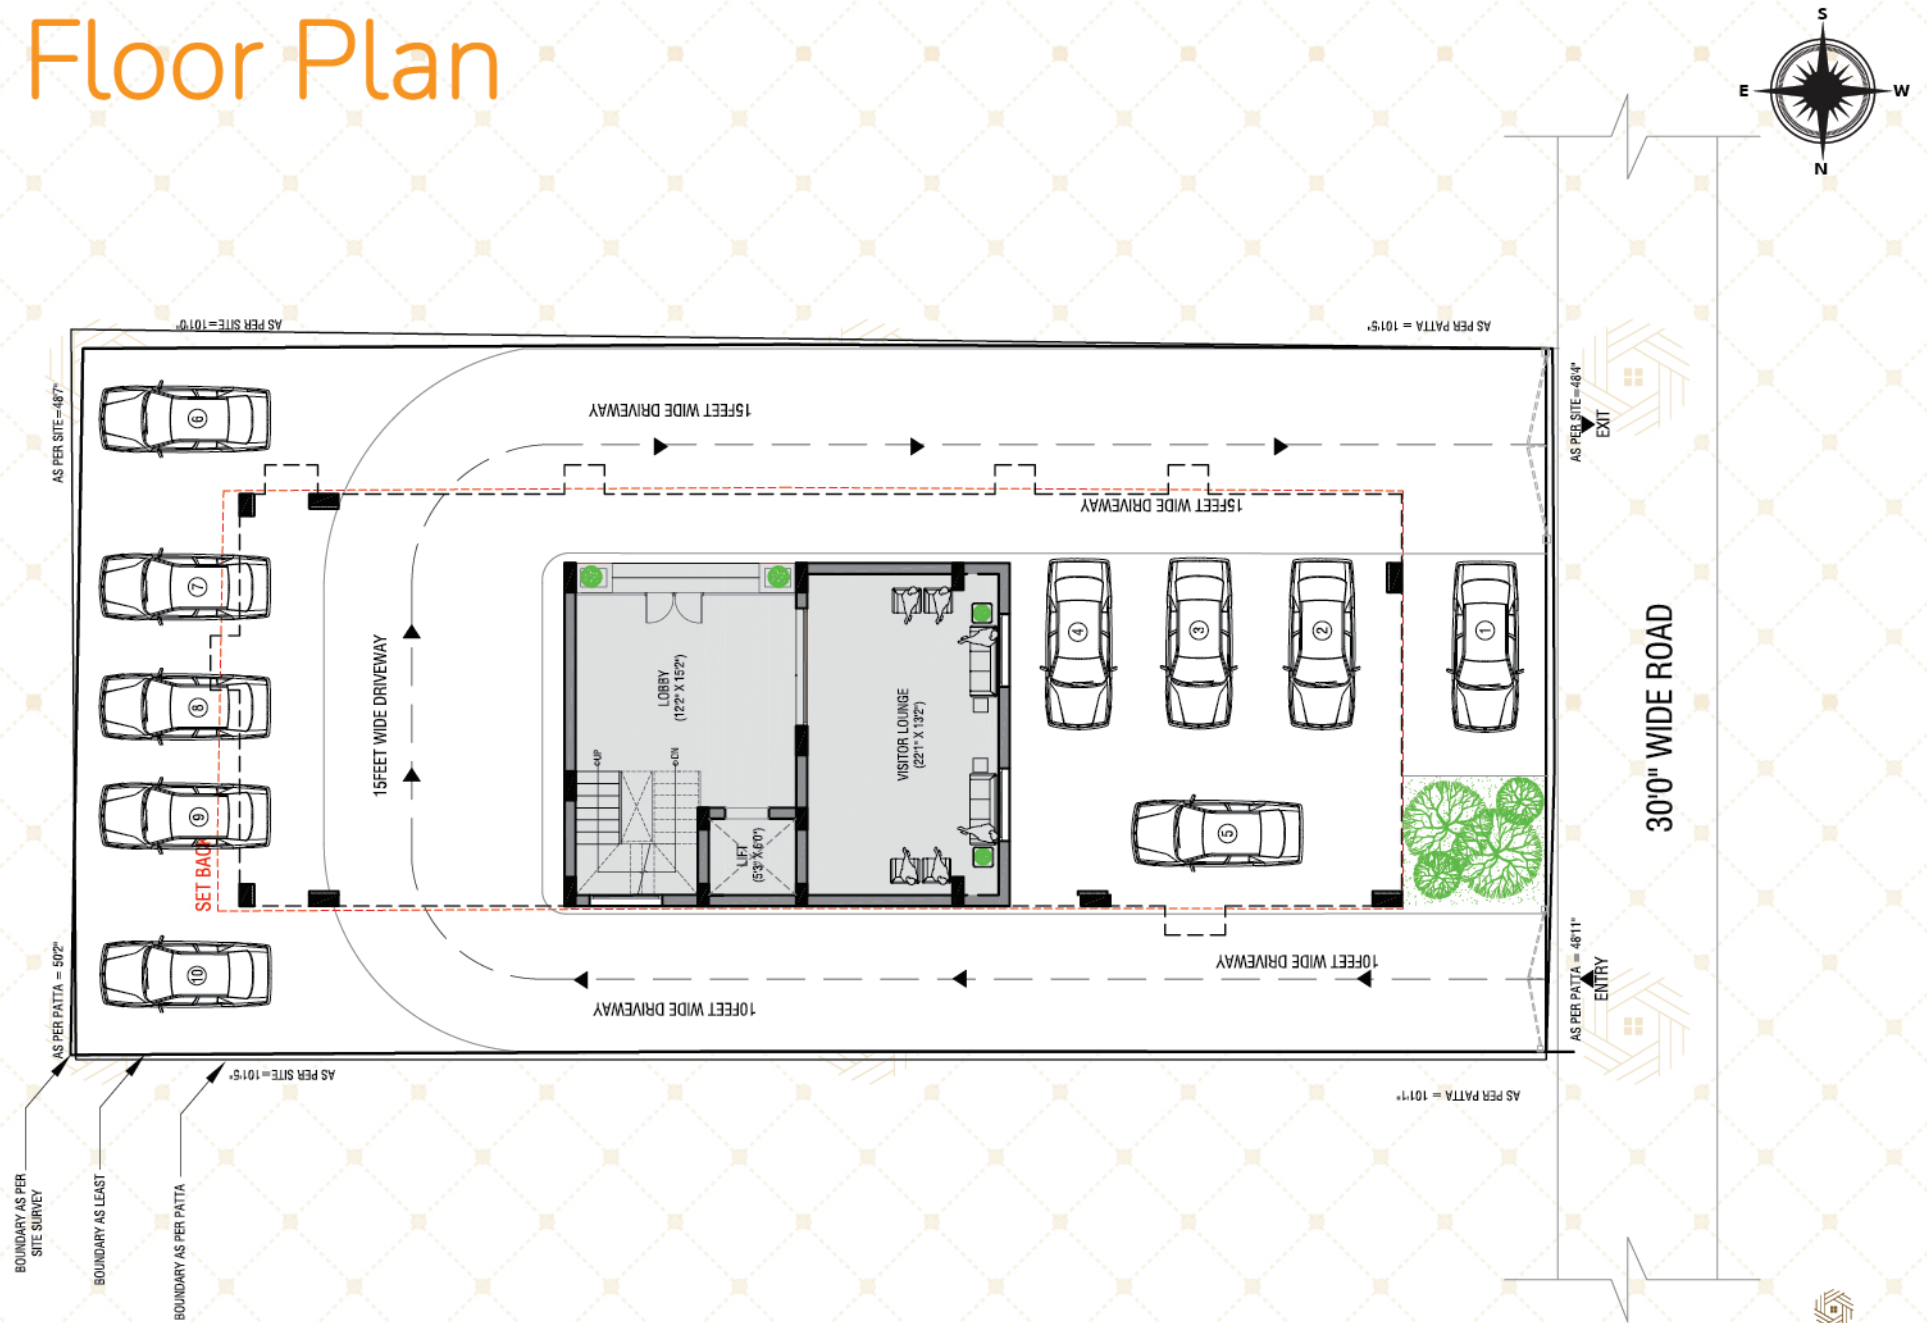 Floor Plan
S
E
W
N
AS PER SITE=101'0"
AS PER PATTA = 101'5"
AS PER SITE=48'7"
AS PER SITE=48'4"
EXIT
15FEET WIDE DRIVEWAY
15FEET WIDE DRIVEWAY
15FEET WIDE DRIVEWAY
6
7
8
9
10
SET BACK
LOBBY
(12'2" X 15'2")
UP
DN
LIFT
(5'3" X 6'0")
VISITOR LOUNGE
(22'1" X 13'2")
4
3
2
1
5
30'0" WIDE ROAD
10FEET WIDE DRIVEWAY
10FEET WIDE DRIVEWAY
AS PER PATTA = 50'2"
AS PER PATTA = 48'11"
ENTRY
AS PER SITE=101'5"
AS PER PATTA = 101'1"
BOUNDARY AS PER
SITE SURVEY
BOUNDARY AS LEAST
BOUNDARY AS PER PATTA